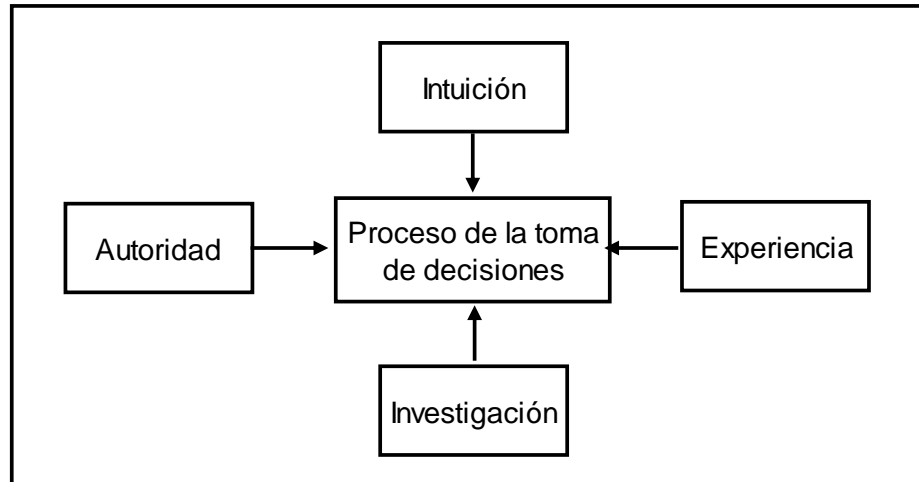 Intuición
Autoridad
Proceso de la toma
de decisiones
Experiencia
Investigación